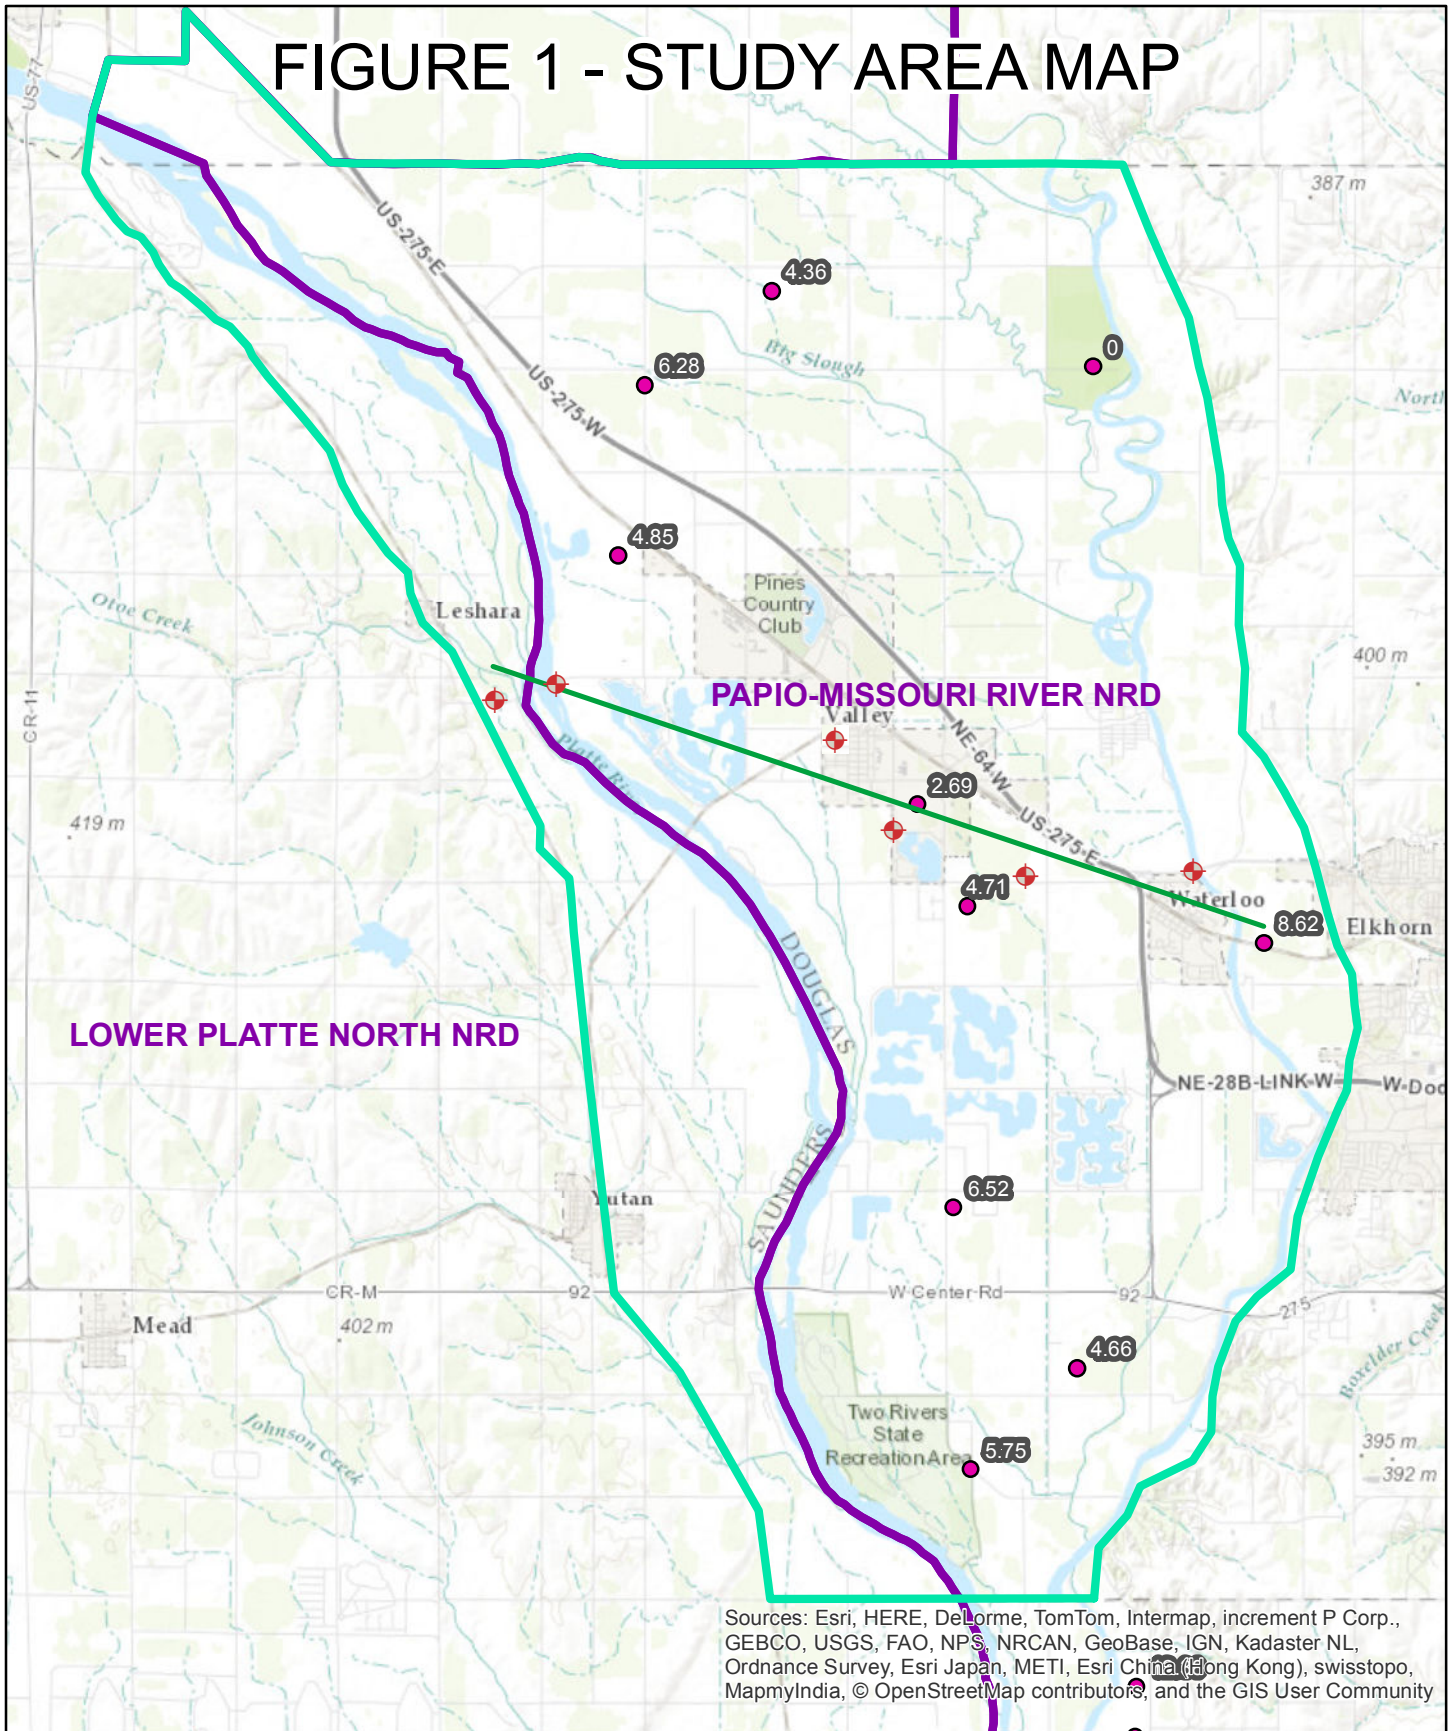 FIGURE 1 - STUDY AREA MAP
US-77
387 m
US-275-E
4.36
Big Slough
0
6.28
US-275-W
North
4.85
Pines
Country
Club
Otoe Creek
Leshara
400 m
PAPIO-MISSOURI RIVER NRD
CR-11
Valley
NE-64-W
Platte Riv
2.69
US-275-E
419 m
4.71
Waterloo
8.62
Elkhorn
DOUGLAS
LOWER PLATTE NORTH NRD
NE-28B-LINK-W
W-Dod
SAUNDERS
6.52
Yutan
CR-M
92
W Center-Rd
92
275
Mead
402 m
4.66
Boxelder Creek
Two Rivers
State
Recreation Area
Johnson Creek
5.75
395 m
392 m
Sources: Esri, HERE, DeLorme, TomTom, Intermap, increment P Corp.,
GEBCO, USGS, FAO, NPS, NRCAN, GeoBase, IGN, Kadaster NL,
Ordnance Survey, Esri Japan, METI, Esri China (Hong Kong), swisstopo,
MapmyIndia, © OpenStreetMap contributors, and the GIS User Community